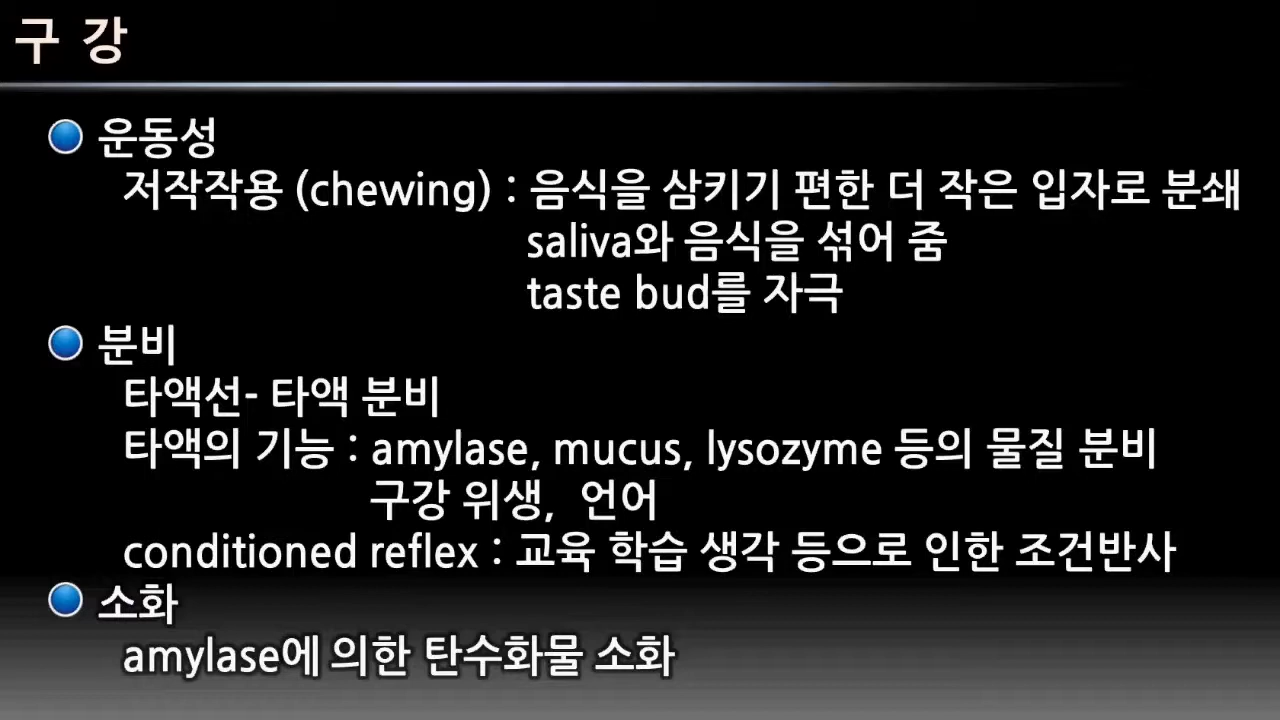 구 강
운동성
저작작용 (chewing) : 음식을 삼키기 편한 더 작은 입자로 분쇄
saliva와 음식을 섞어 줌
taste bud를 자극
분비
타액선- 타액 분비
타액의 기능 : amylase, mucus, lysozyme 등의 물질 분비
구강 위생, 언어
conditioned reflex : 교육 학습 생각 등으로 인한 조건반사
소화
amylase에 의한 탄수화물 소화